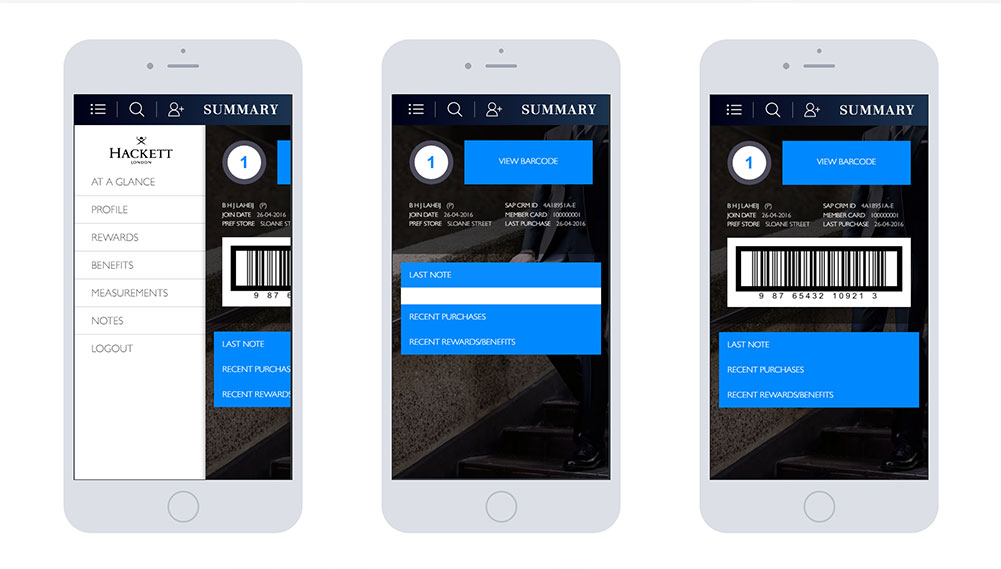 SUMMARY
HACKETT
LONDON
AT A GLANCE
PROFILE
REWARDS
BENEFITS
MEASUREMENTS
NOTES
LOGOUT
1
B H J LAHEIJ (P)
JOIN DATE 26-04-2016
PREF STORE SLOANE STREET
9 87 6
LAST NOTE
RECENT PURCHAS
RECENT REWARDS
SUMMARY
1
VIEW BARCODE
B H J LAHEIJ (P)
JOIN DATE 26-04-2016
PREF STORE SLOANE STREET
SAP CRM ID 4A18951A-E
MEMBER CARD 100000001
LAST PURCHASE 26-04-2016
LAST NOTE
RECENT PURCHASES
RECENT REWARDS/BENEFITS
SUMMARY
1
VIEW BARCODE
B H J LAHEIJ (P)
JOIN DATE 26-04-2016
PREF STORE SLOANE STREET
SAP CRM ID 4A18951A-E
MEMBER CARD 100000001
LAST PURCHASE 26-04-2016
9 87 65432 10921 3
LAST NOTE
RECENT PURCHASES
RECENT REWARDS/BENEFITS